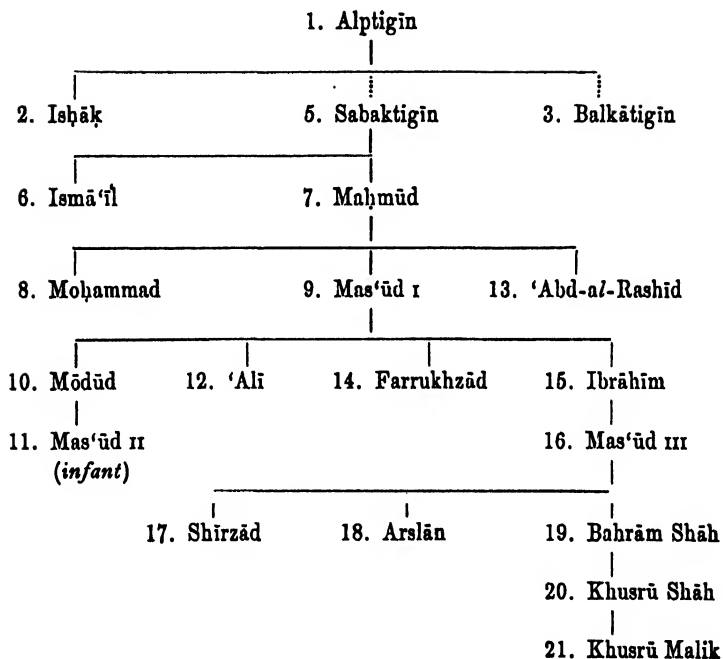 1. Alptigīn
2. Isḥāḳ 5. Sabaktigīn 3. Balkātigīn
6. Ismā‘īl 7. Maḥmūd
8. Moḥammad 9. Mas‘ūd I 13. ‘Abd-al-Rashīd
10. Mōdūd 12. ‘Alī 14. Farrukhzād 15. Ibrāhīm
11. Mas‘ūd II 16. Mas‘ūd III
(infant)
17. Shīrzād 18. Arslān 19. Bahrām Shāh
20. Khusrū Shāh
21. Khusrū Malik